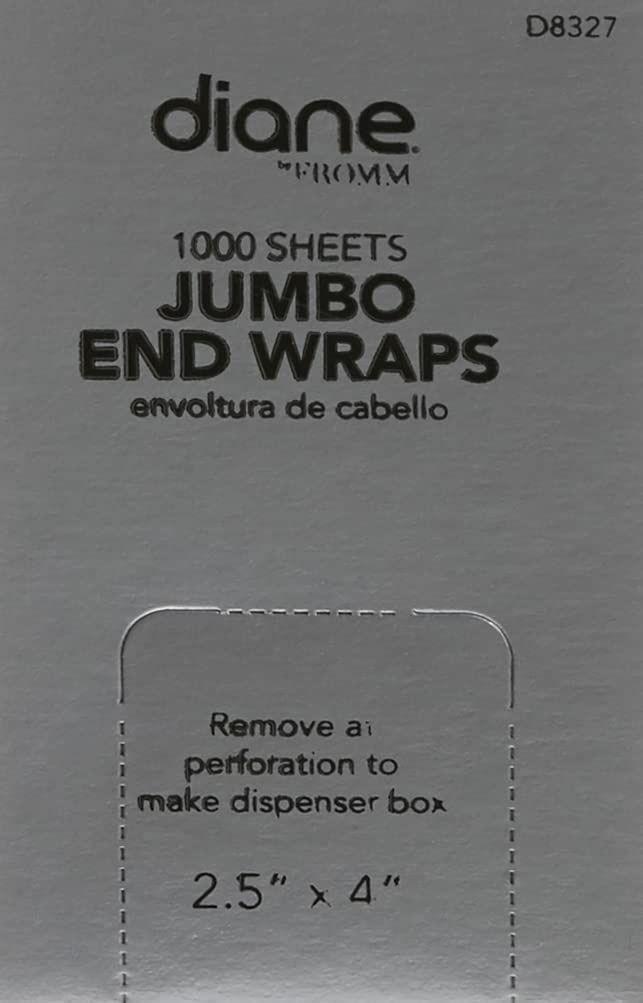 D8327
diane.
by FROMM
1000 SHEETS
JUMBO
END WRAPS
envoltura de cabello
Remove a
perforation to
make dispenser box
2.5" x 4"